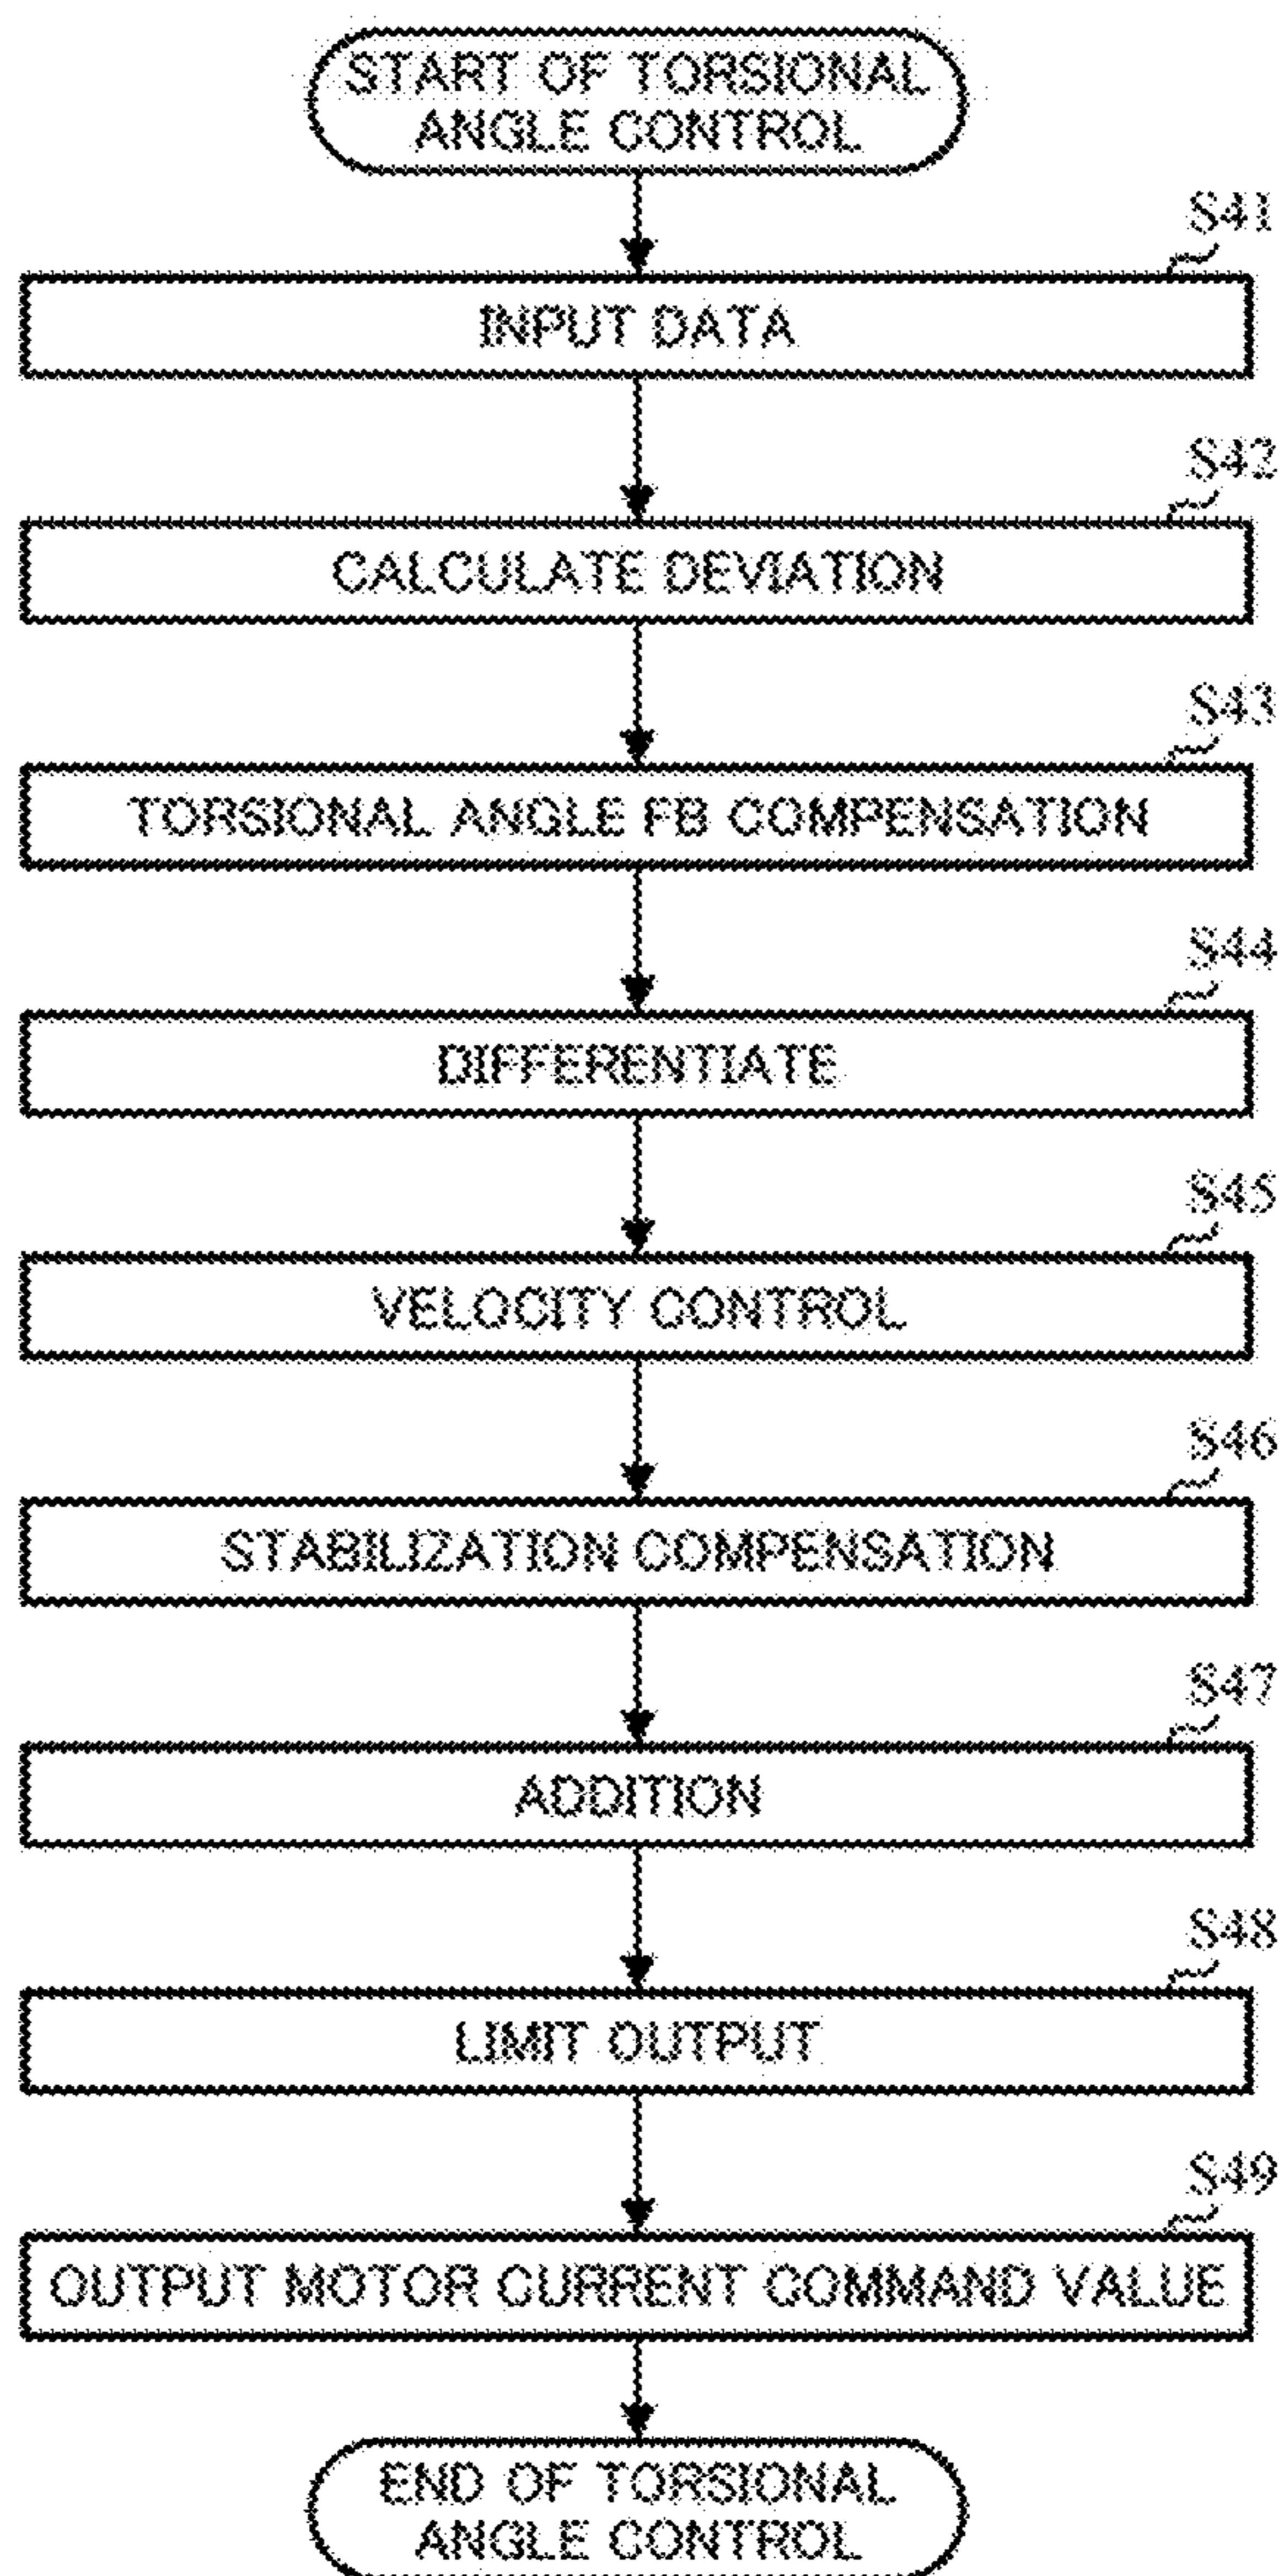 START OF TORSIONAL
ANGLE CONTROL
S41
INPUT DATA
S42
CALCULATE DEVIATION
S43
TORSIONAL ANGLE FB COMPENSATION
S44
DIFFERENTIATE
S45
VELOCITY CONTROL
S46
STABILIZATION COMPENSATION
S47
ADDITION
S48
LIMIT OUTPUT
S49
OUTPUT MOTOR CURRENT COMMAND VALUE
END OF TORSIONAL
ANGLE CONTROL